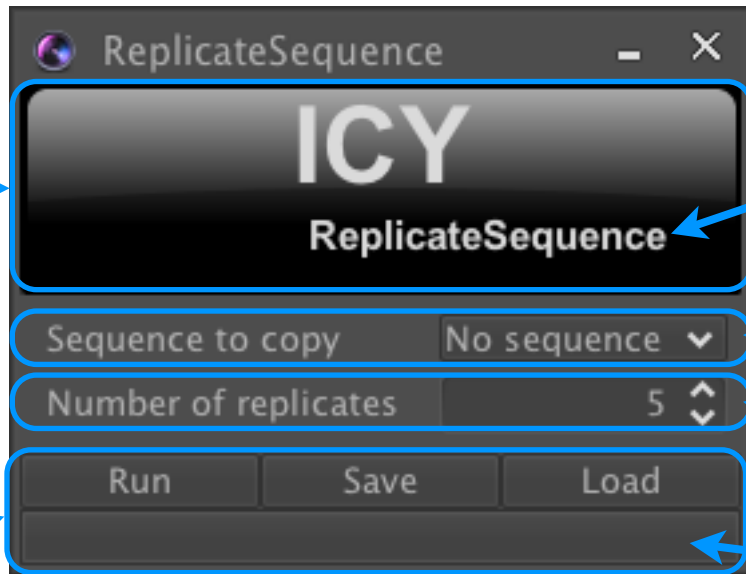 ReplicateSequence
ICY
ReplicateSequence
Sequence to copy No sequence
Number of replicates 5
Run Save Load